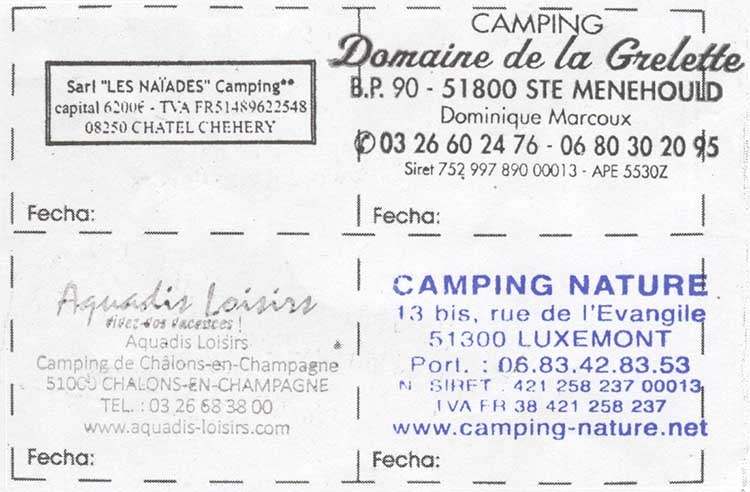 Sarl "LES NAÏADES" Camping**
capital 6200€ - TVA FR51489622548
08250 CHATEL CHEHERY
Fecha:
CAMPING
Domaine de la Grelette
B.P. 90 - 51800 STE MENEHOULD
Dominique Marcoux
✆ 03 26 60 24 76 - 06 80 30 20 95
Siret 752 997 890 00013 - APE 5530Z
Fecha:
Aquadis Loisirs
Vivez vos vacances !
Aquadis Loisirs
Camping de Châlons-en-Champagne
51000 CHALONS-EN-CHAMPAGNE
TEL. : 03 26 68 38 00
www.aquadis-loisirs.com
Fecha:
CAMPING NATURE
13 bis, rue de l'Evangile
51300 LUXEMONT
Port. : 06.83.42.83.53
N SIRET : 421 258 237 00013
TVA FR 38 421 258 237
www.camping-nature.net
Fecha: